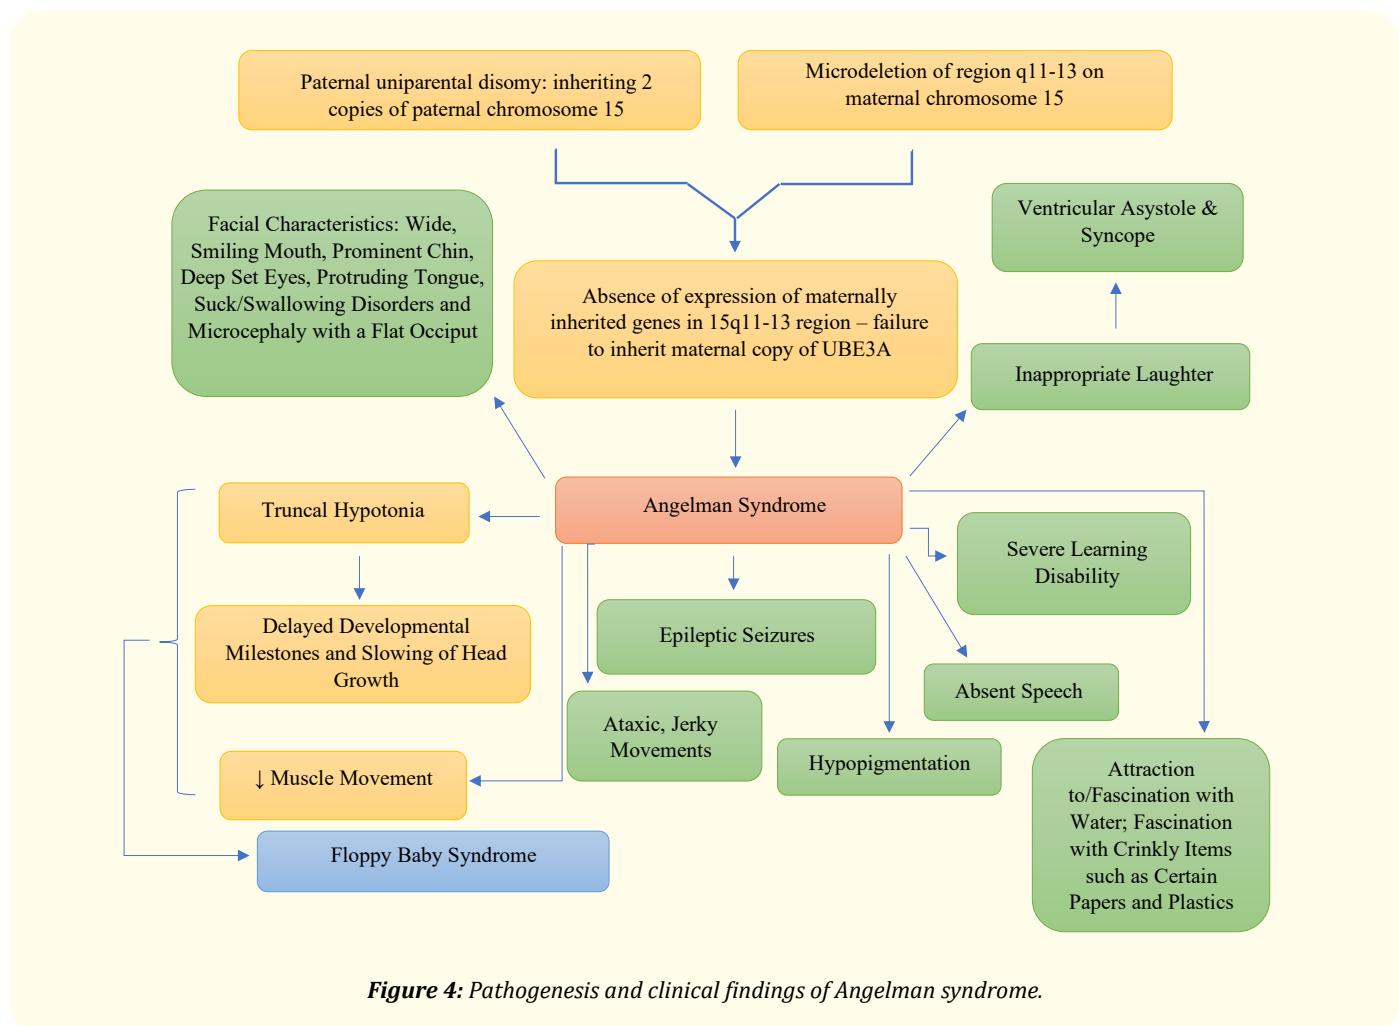 Paternal uniparental disomy: inheriting 2
copies of paternal chromosome 15
Microdeletion of region q11-13 on
maternal chromosome 15
Facial Characteristics: Wide,
Smiling Mouth, Prominent Chin,
Deep Set Eyes, Protruding Tongue,
Suck/Swallowing Disorders and
Microcephaly with a Flat Occiput
Absence of expression of maternally
inherited genes in 15q11-13 region – failure
to inherit maternal copy of UBE3A
Ventricular Asystole &
Syncope
Inappropriate Laughter
Angelman Syndrome
Truncal Hypotonia
Delayed Developmental
Milestones and Slowing of Head
Growth
↓ Muscle Movement
Floppy Baby Syndrome
Epileptic Seizures
Ataxic, Jerky
Movements
Hypopigmentation
Absent Speech
Severe Learning
Disability
Attraction
to/Fascination with
Water; Fascination
with Crinkly Items
such as Certain
Papers and Plastics
Figure 4: Pathogenesis and clinical findings of Angelman syndrome.